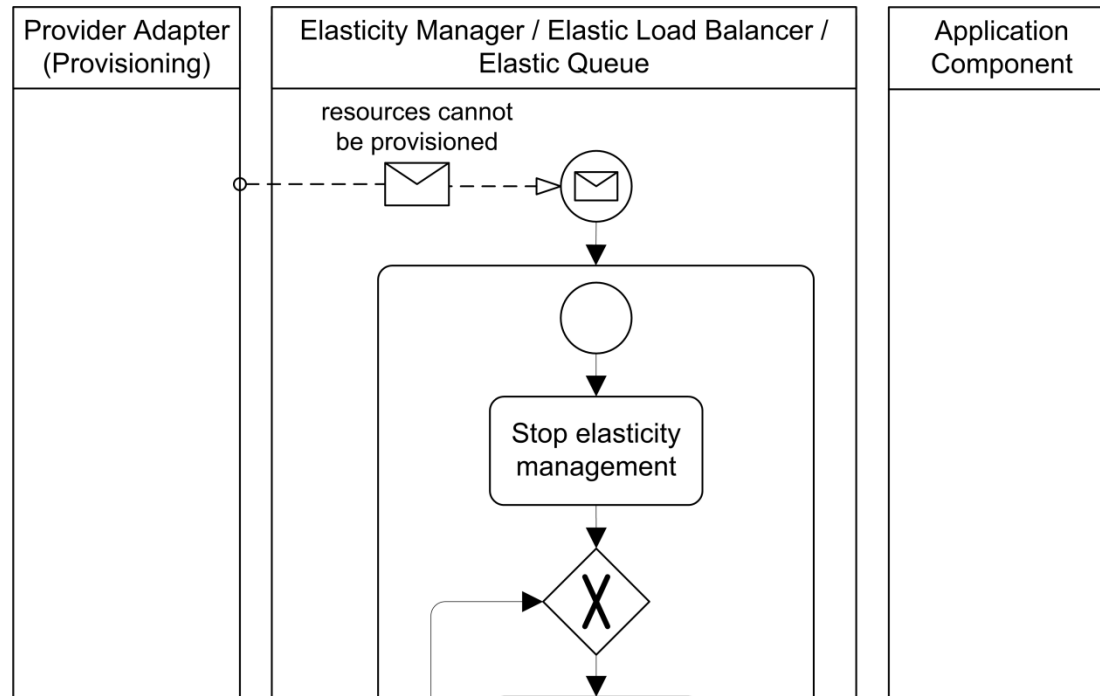 Provider Adapter
(Provisioning)
Elasticity Manager / Elastic Load Balancer /
Elastic Queue
Application
Component
resources cannot
be provisioned
Stop elasticity
management
X